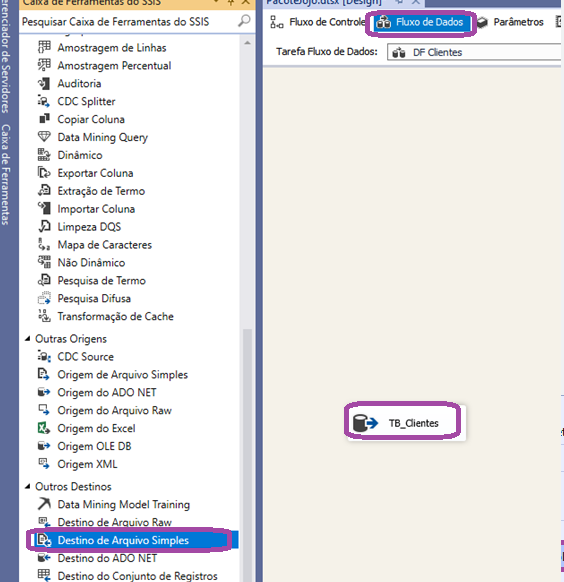 Caixa de Ferramentas do SSIS
Pesquisar Caixa de Ferramentas do SSIS
Amostragem de Linhas
Amostragem Percentual
Auditoria
CDC Splitter
Copiar Coluna
Data Mining Query
Dinâmico
Exportar Coluna
Extração de Termo
Importar Coluna
Limpeza DQS
Mapa de Caracteres
Não Dinâmico
Pesquisa de Termo
Pesquisa Difusa
Transformação de Cache
Outras Origens
CDC Source
Origem de Arquivo Simples
Origem do ADO NET
Origem do Arquivo Raw
Origem do Excel
Origem OLE DB
Origem XML
Outros Destinos
Data Mining Model Training
Destino de Arquivo Raw
Destino de Arquivo Simples
Destino do ADO NET
Destino do Conjunto de Registros
erenciador de Servidores
Caixa de Ferramentas
[Design]
Fluxo de Controle
Fluxo de Dados
Parâmetros
Tarefa Fluxo de Dados:
DF Clientes
TB_Clientes